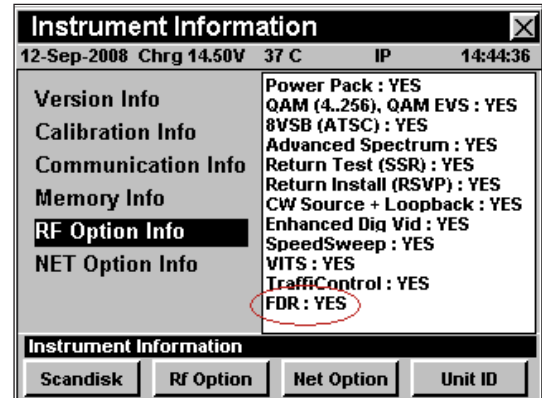 Instrument Information
12-Sep-2008 Chrg 14.50V 37 C IP 14:44:36
Version Info
Calibration Info
Communication Info
Memory Info
RF Option Info
NET Option Info
Power Pack : YES
QAM (4..256), QAM EVS : YES
8VSB (ATSC) : YES
Advanced Spectrum : YES
Return Test (SSR) : YES
Return Install (RSVP) : YES
CW Source + Loopback : YES
Enhanced Dig Vid : YES
SpeedSweep : YES
VITS : YES
TraffiControl : YES
FDR : YES
Instrument Information
Scandisk Rf Option Net Option Unit ID